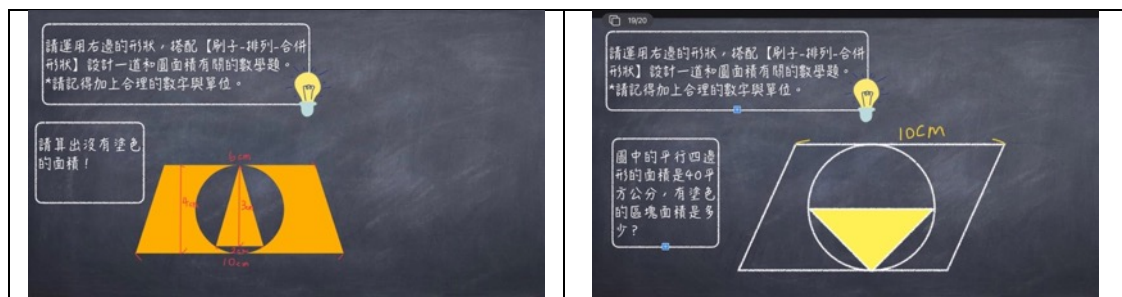 請運用右邊的形狀，搭配【刷子-排列-合併
形狀】設計一道和圓面積有關的數學題。
*請記得加上合理的數字與單位。
請算出沒有塗色
的面積！
6cm
4cm
3cm
10cm
19/20
請運用右邊的形狀，搭配【刷子-排列-合併
形狀】設計一道和圓面積有關的數學題。
*請記得加上合理的數字與單位。
10cm
圖中的平行四邊
形的面積是40平
方公分，有塗色
的區塊面積是多
少？